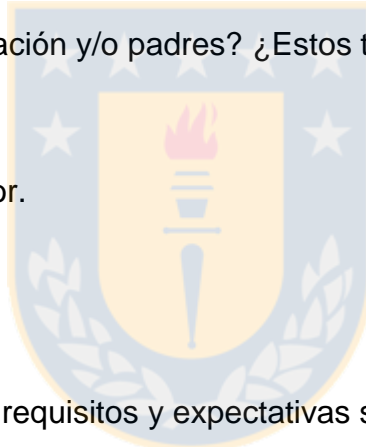 ación y/o padres? ¿Estos t
or.
requisitos y expectativas s